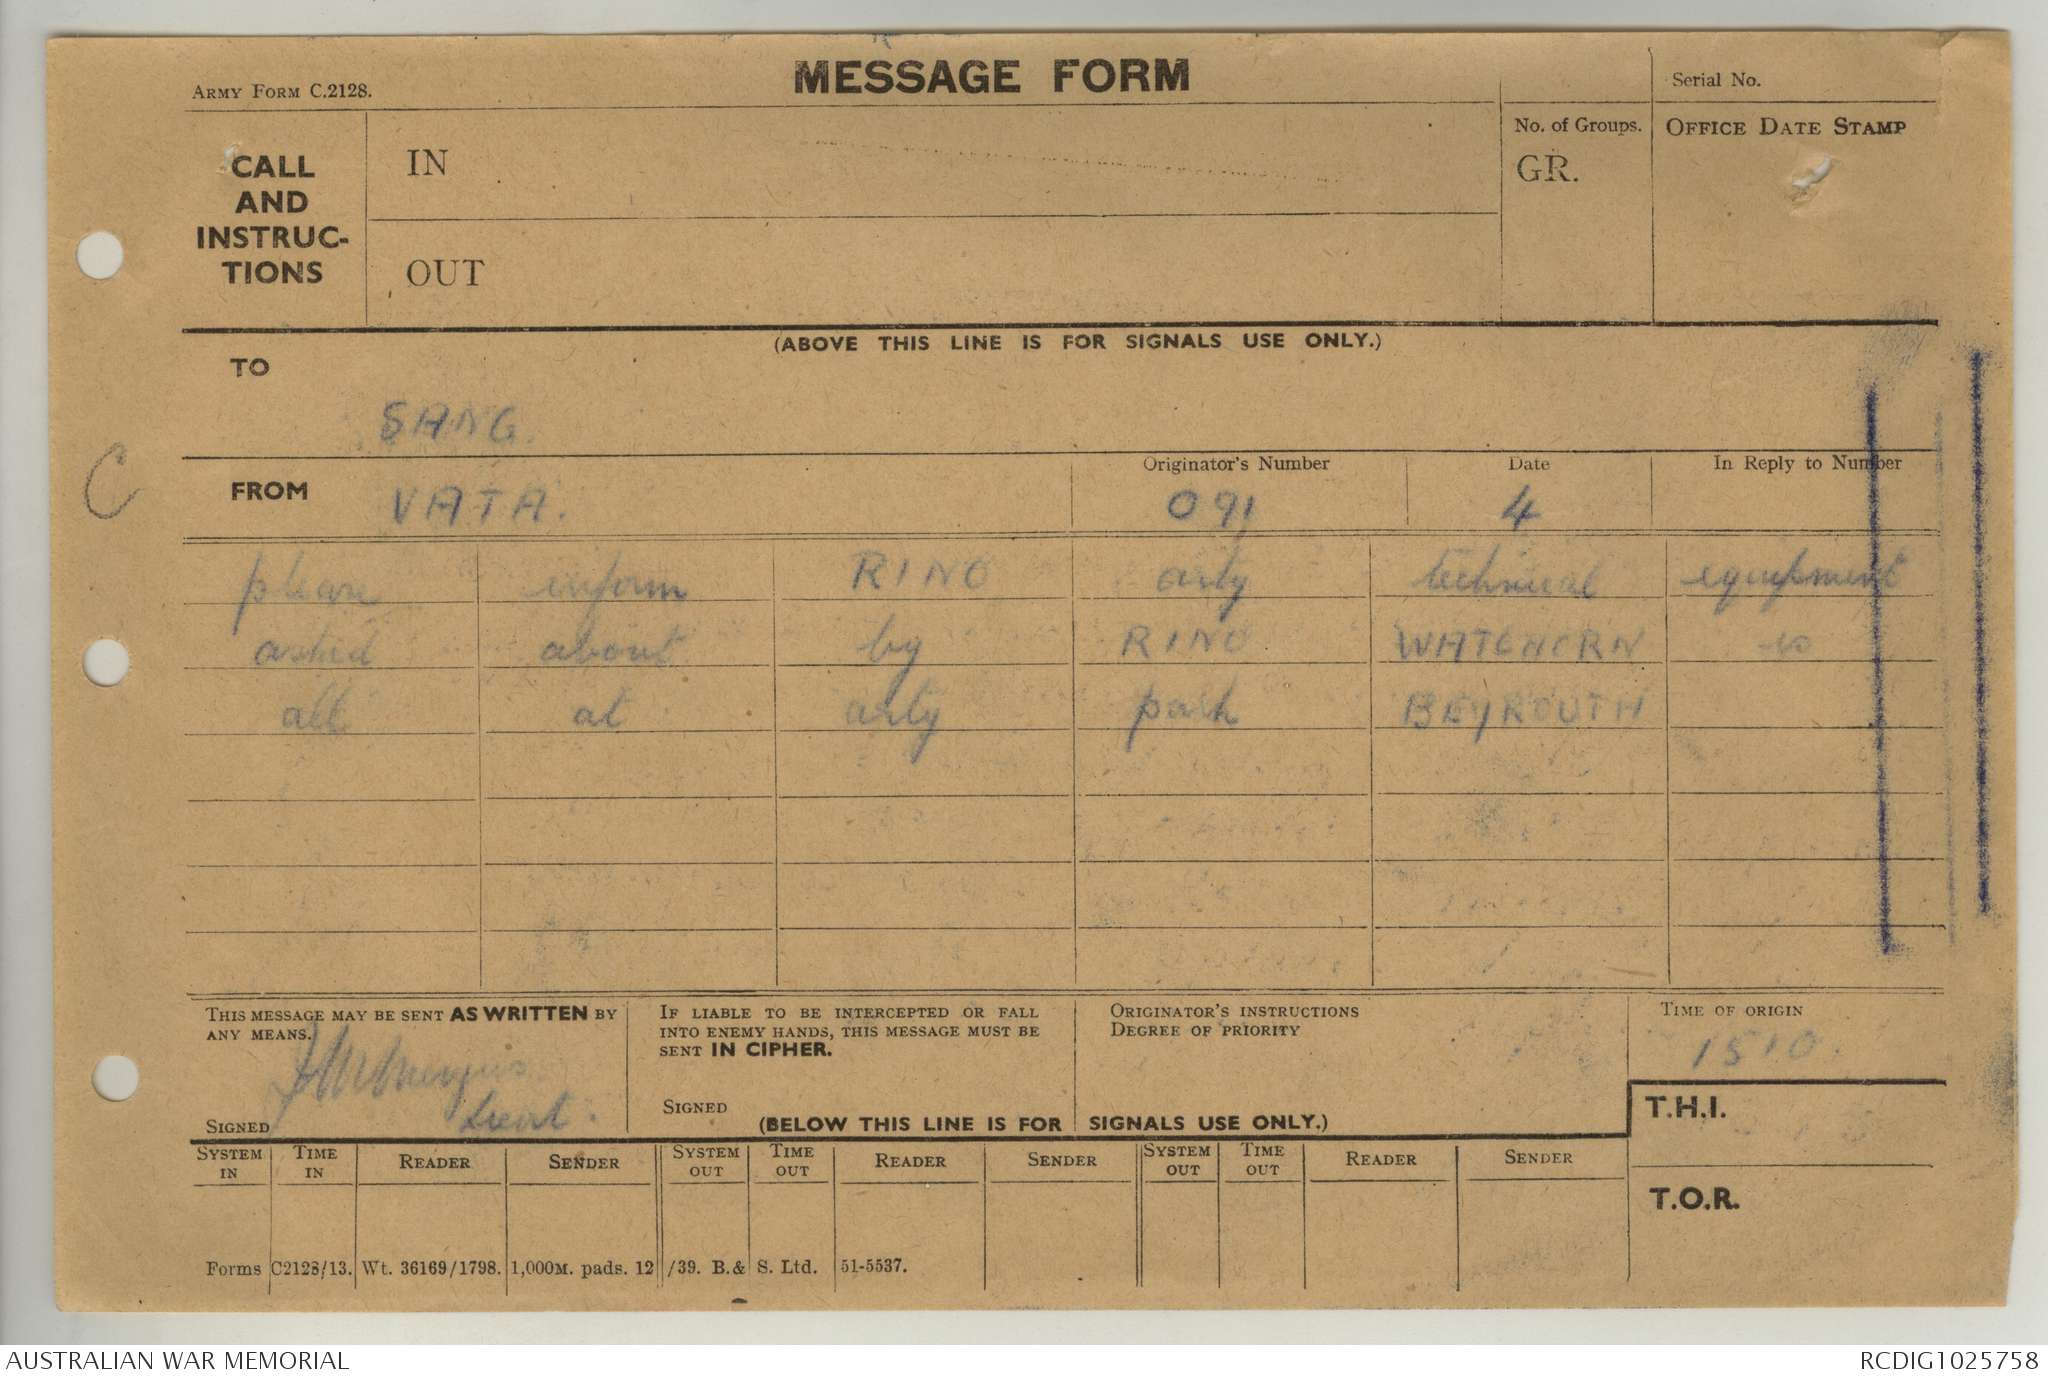 ARMY FORM C.2128.
MESSAGE FORM
Serial No.
CALL AND INSTRUC-TIONS
IN
OUT
No. of Groups.
GR.
OFFICE DATE STAMP
(ABOVE THIS LINE IS FOR SIGNALS USE ONLY.)
TO
SANG.
C
FROM
VATA.
Originator's Number
091
Date
4
In Reply to Number
please inform RINO arty technical equipment
asked about by RINO WATCHORN is
all at arty park BEYROUTH
THIS MESSAGE MAY BE SENT AS WRITTEN BY
ANY MEANS.
Lieut.
SIGNED
IF LIABLE TO BE INTERCEPTED OR FALL
INTO ENEMY HANDS, THIS MESSAGE MUST BE
SENT IN CIPHER.
SIGNED
ORIGINATOR'S INSTRUCTIONS
DEGREE OF PRIORITY
TIME OF ORIGIN
1510.
(BELOW THIS LINE IS FOR SIGNALS USE ONLY.)
T.H.I.
T.O.R.
SYSTEM IN TIME IN READER SENDER SYSTEM OUT TIME OUT READER SENDER SYSTEM OUT TIME OUT READER SENDER
Forms C2128/13. Wt. 36169/1798. 1,000M. pads. 12/39. B.& S. Ltd. 51-5537.
AUSTRALIAN WAR MEMORIAL
RCDIG1025758